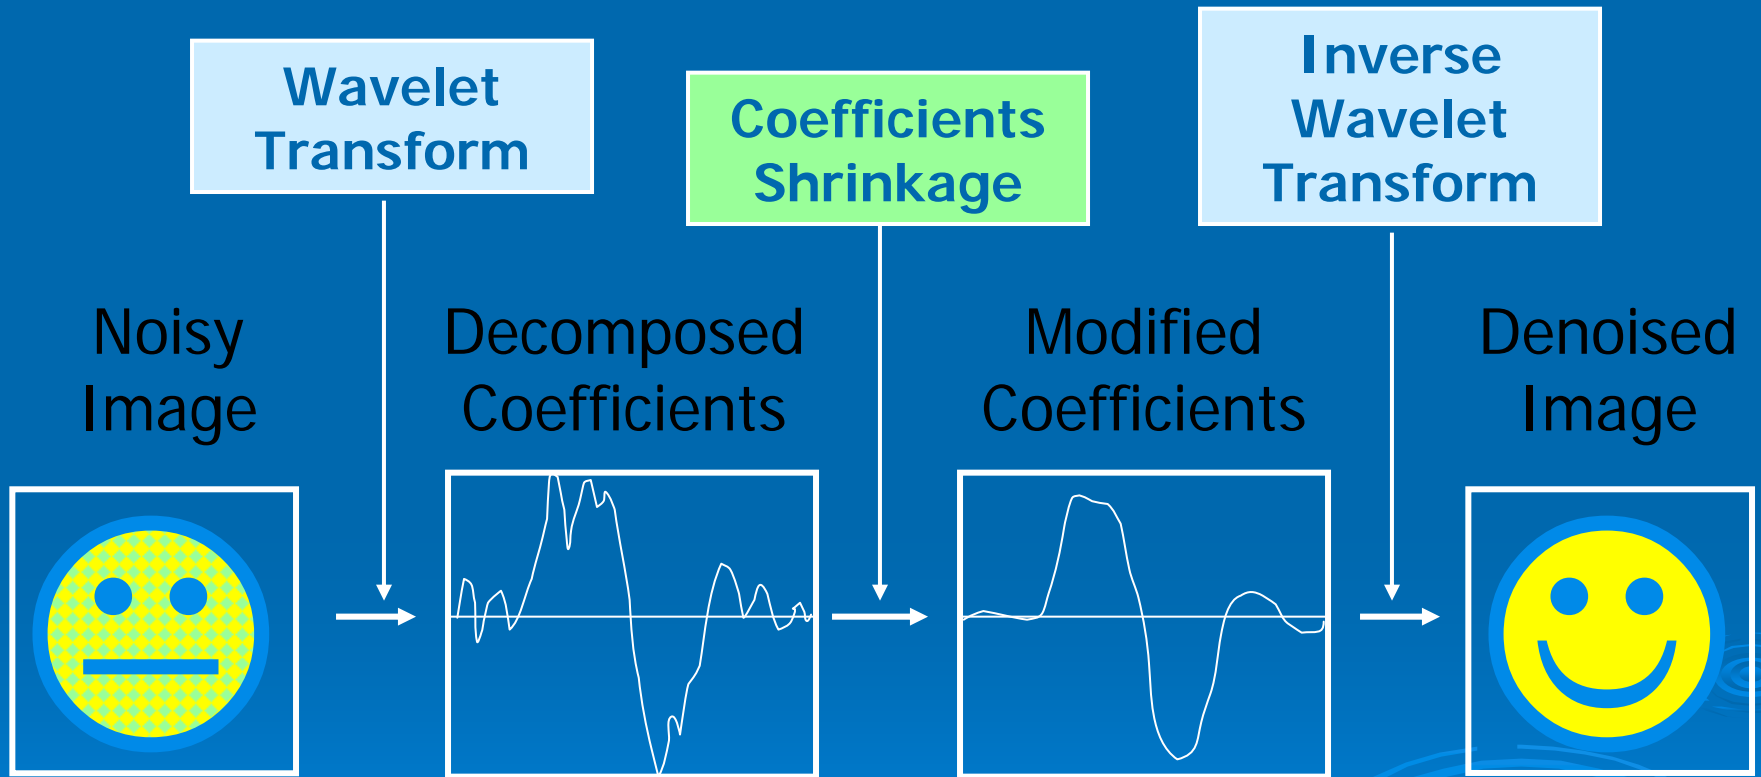 Wavelet
Transform
Coefficients
Shrinkage
Inverse
Wavelet
Transform
Noisy
Image
Decomposed
Coefficients
Modified
Coefficients
Denoised
Image